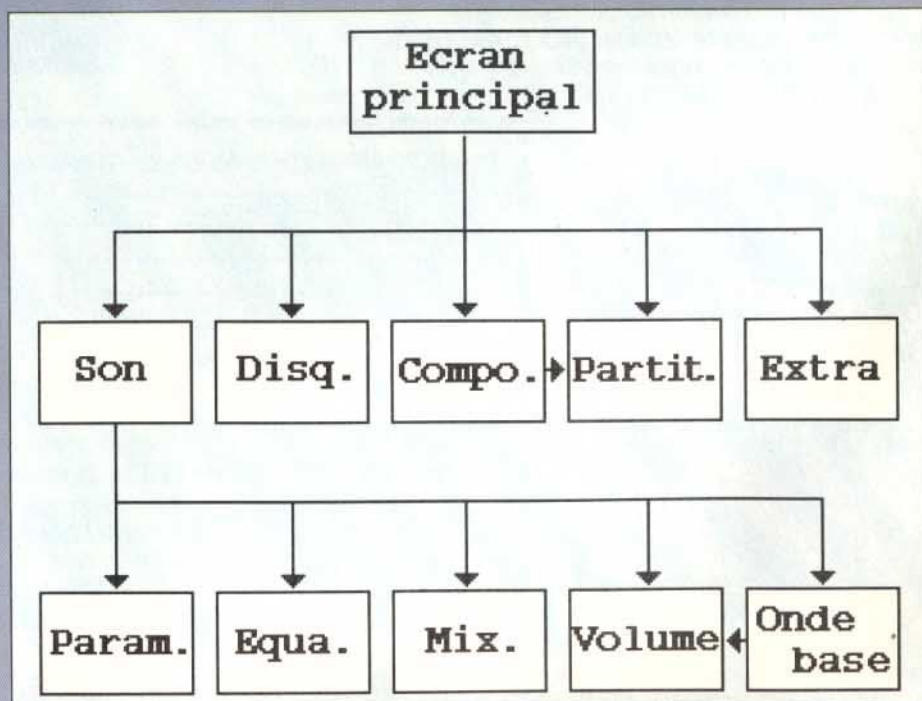 Ecran
principal
Son
Disq.
Compo.
Partit.
Extra
Param.
Equa.
Mix.
Volume
Onde
base